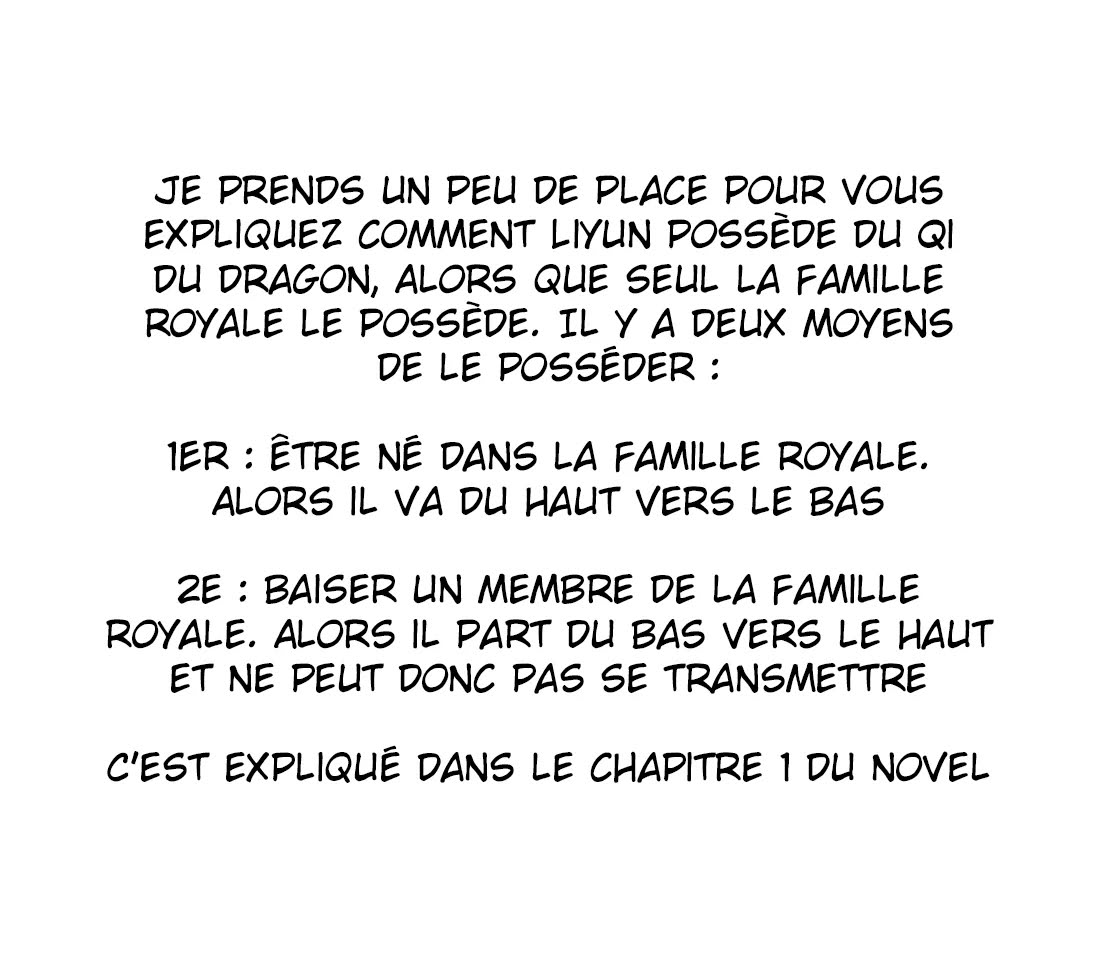 JE PRENDS UN PEU DE PLACE POUR VOUS
EXPLIQUEZ COMMENT LIYUN POSSÈDE DU QI
DU DRAGON, ALORS QUE SEUL LA FAMILLE
ROYALE LE POSSÈDE. IL Y A DEUX MOYENS
DE LE POSSÉDER :
1ER : ÊTRE NÉ DANS LA FAMILLE ROYALE.
ALORS IL VA DU HAUT VERS LE BAS
2E : BAISER UN MEMBRE DE LA FAMILLE
ROYALE. ALORS IL PART DU BAS VERS LE HAUT
ET NE PEUT DONC PAS SE TRANSMETTRE
C'EST EXPLIQUÉ DANS LE CHAPITRE 1 DU NOVEL